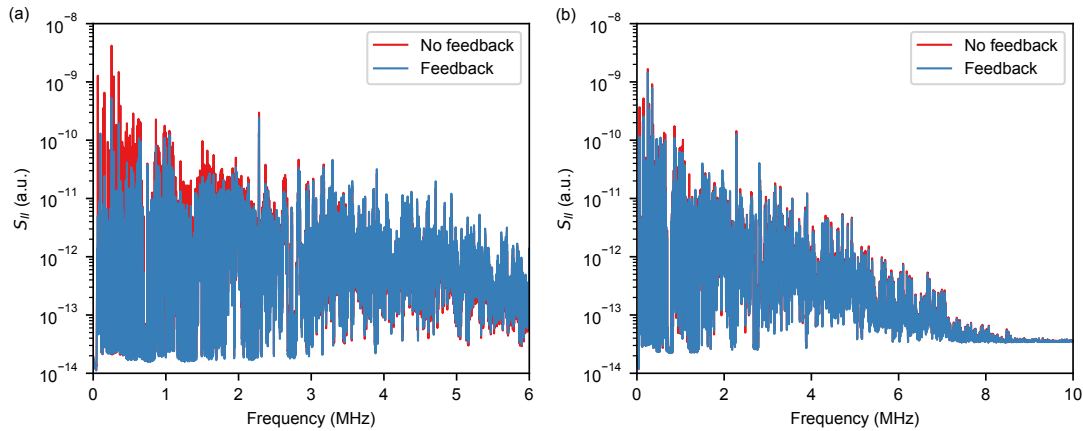 (a)
10⁻⁸
10⁻⁹
10⁻¹⁰
10⁻¹¹
10⁻¹²
10⁻¹³
10⁻¹⁴
S_II (a.u.)
No feedback
Feedback
0 1 2 3 4 5 6
Frequency (MHz)
(b)
10⁻⁸
10⁻⁹
10⁻¹⁰
10⁻¹¹
10⁻¹²
10⁻¹³
10⁻¹⁴
S_II (a.u.)
No feedback
Feedback
0 2 4 6 8 10
Frequency (MHz)